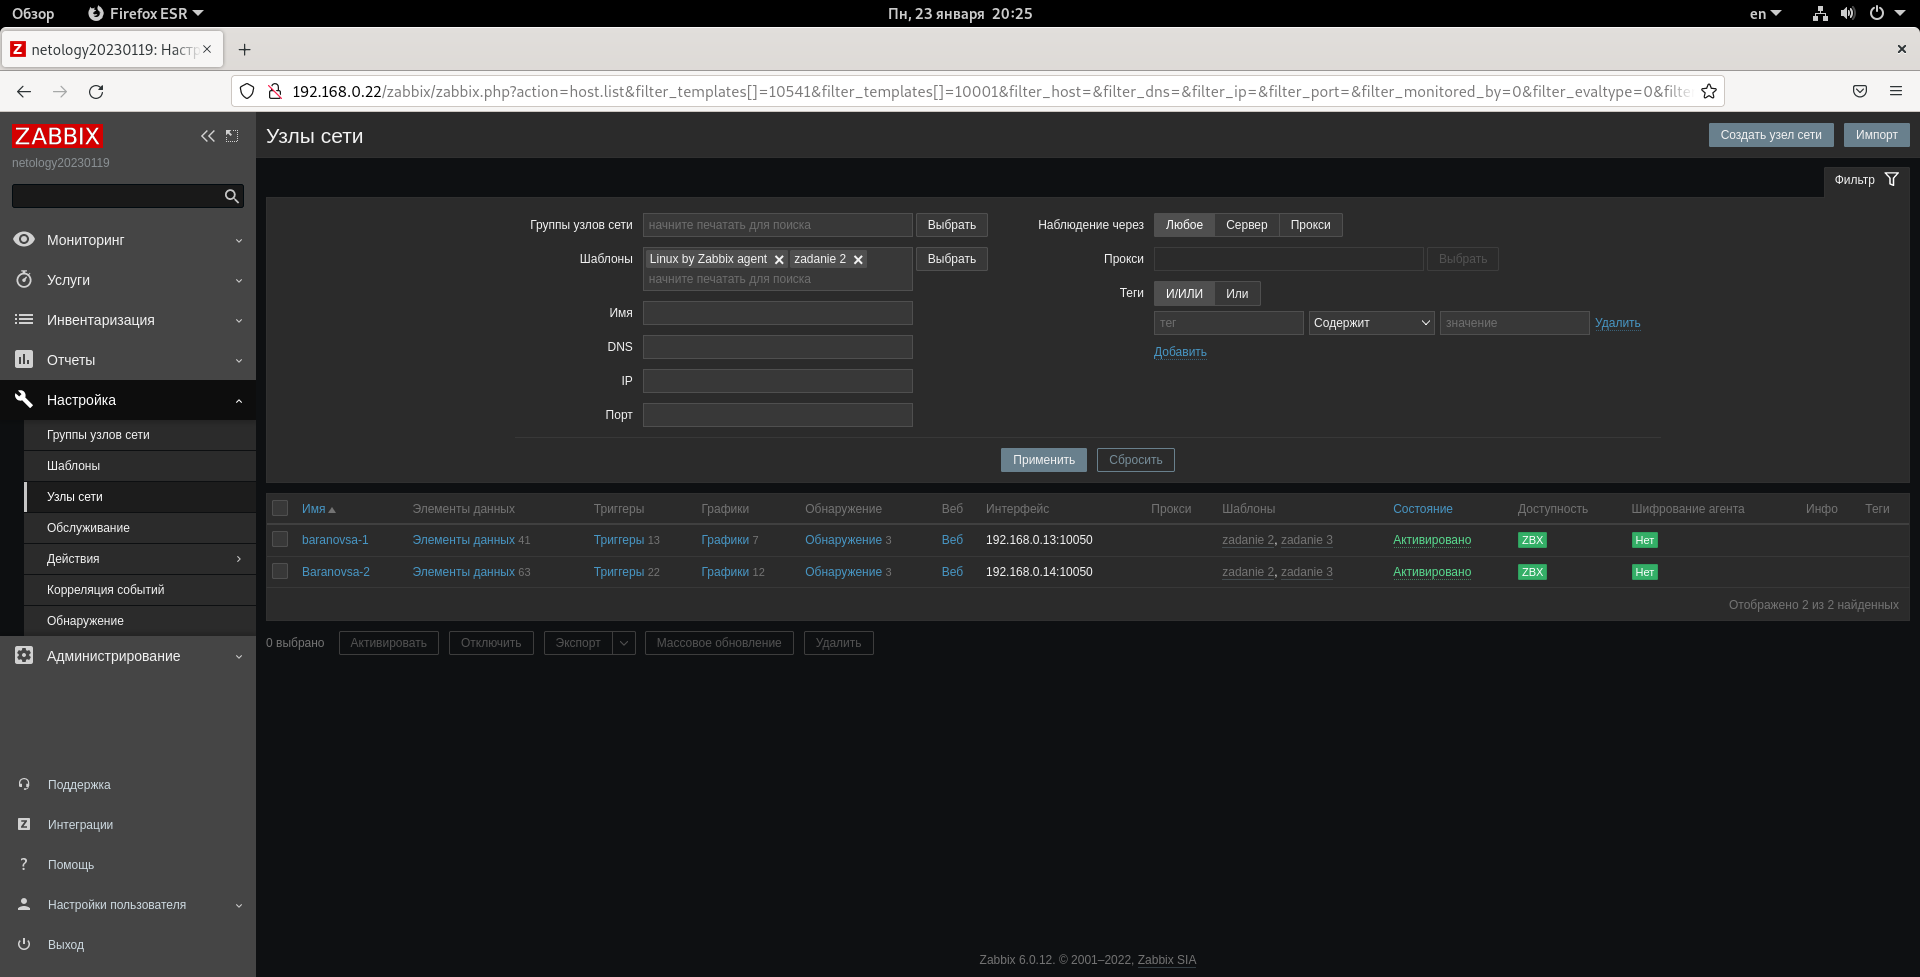 Обзор Firefox ESR Пн, 23 января 20:25 en
netology20230119: Настр
192.168.0.22/zabbix/zabbix.php?action=host.list&filter_templates[]=10541&filter_templates[]=10001&filter_host=&filter_dns=&filter_ip=&filter_port=&filter_monitored_by=0&filter_evaltype=0&filte
ZABBIX
netology20230119
Мониторинг
Услуги
Инвентаризация
Отчеты
Настройка
Группы узлов сети
Шаблоны
Узлы сети
Обслуживание
Действия
Корреляция событий
Обнаружение
Администрирование
Поддержка
Интеграции
Помощь
Настройки пользователя
Выход
Узлы сети Создать узел сети Импорт
Фильтр
Группы узлов сети начните печатать для поиска Выбрать
Шаблоны Linux by Zabbix agent zadanie 2 Выбрать
начните печатать для поиска
Имя
DNS
IP
Порт
Наблюдение через Любое Сервер Прокси
Прокси Выбрать
Теги И/ИЛИ Или
тег Содержит значение Удалить
Добавить
Применить Сбросить
Имя Элементы данных Триггеры Графики Обнаружение Веб Интерфейс Прокси Шаблоны Состояние Доступность Шифрование агента Инфо Теги
baranovsa-1 Элементы данных 41 Триггеры 13 Графики 7 Обнаружение 3 Веб 192.168.0.13:10050 zadanie 2, zadanie 3 Активировано ZBX Нет
Baranovsa-2 Элементы данных 63 Триггеры 22 Графики 12 Обнаружение 3 Веб 192.168.0.14:10050 zadanie 2, zadanie 3 Активировано ZBX Нет
Отображено 2 из 2 найденных
0 выбрано Активировать Отключить Экспорт Массовое обновление Удалить
Zabbix 6.0.12. © 2001–2022, Zabbix SIA